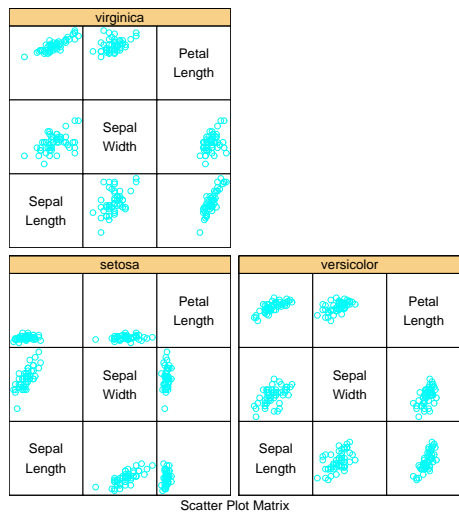 virginica
Petal
Length
Sepal
Width
Sepal
Length
setosa
Petal
Length
Sepal
Width
Sepal
Length
versicolor
Petal
Length
Sepal
Width
Sepal
Length
Scatter Plot Matrix